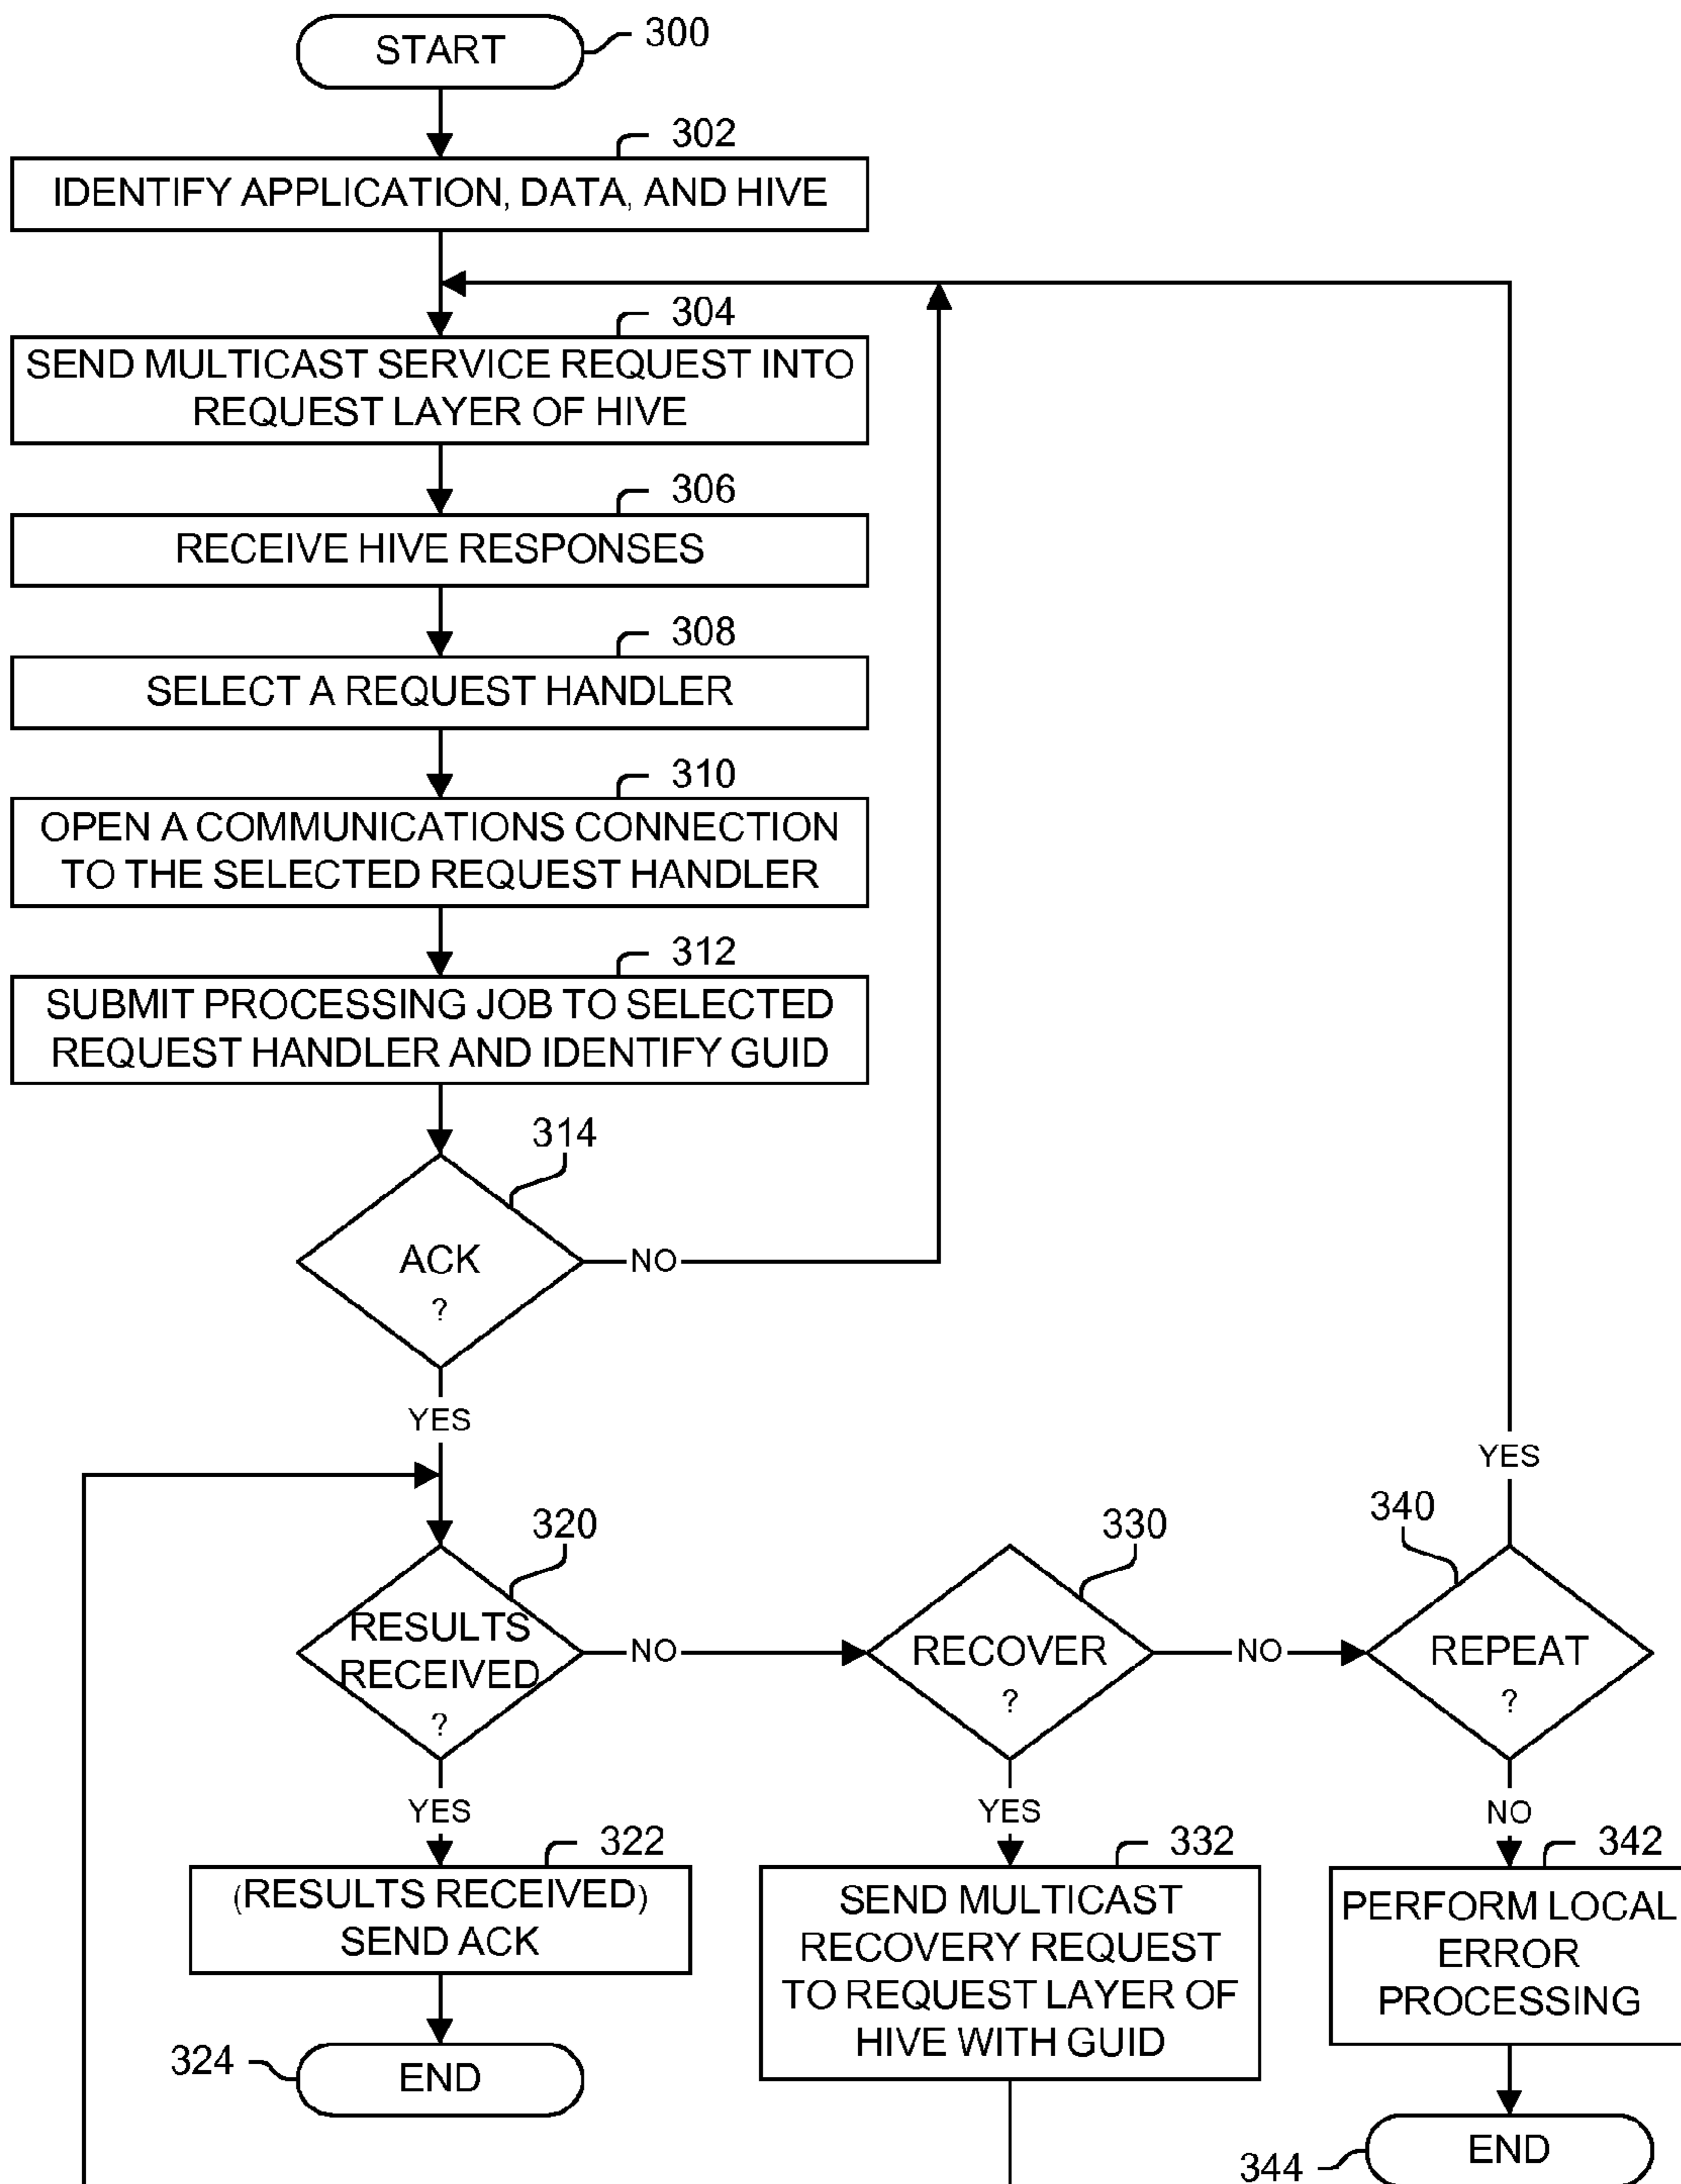 START
300
302
IDENTIFY APPLICATION, DATA, AND HIVE
304
SEND MULTICAST SERVICE REQUEST INTO
REQUEST LAYER OF HIVE
306
RECEIVE HIVE RESPONSES
308
SELECT A REQUEST HANDLER
310
OPEN A COMMUNICATIONS CONNECTION
TO THE SELECTED REQUEST HANDLER
312
SUBMIT PROCESSING JOB TO SELECTED
REQUEST HANDLER AND IDENTIFY GUID
314
ACK
?
NO
YES
320
RESULTS
RECEIVED
?
NO
YES
322
(RESULTS RECEIVED)
SEND ACK
324
END
330
RECOVER
?
NO
YES
332
SEND MULTICAST
RECOVERY REQUEST
TO REQUEST LAYER OF
HIVE WITH GUID
340
REPEAT
?
YES
NO
342
PERFORM LOCAL
ERROR
PROCESSING
344
END